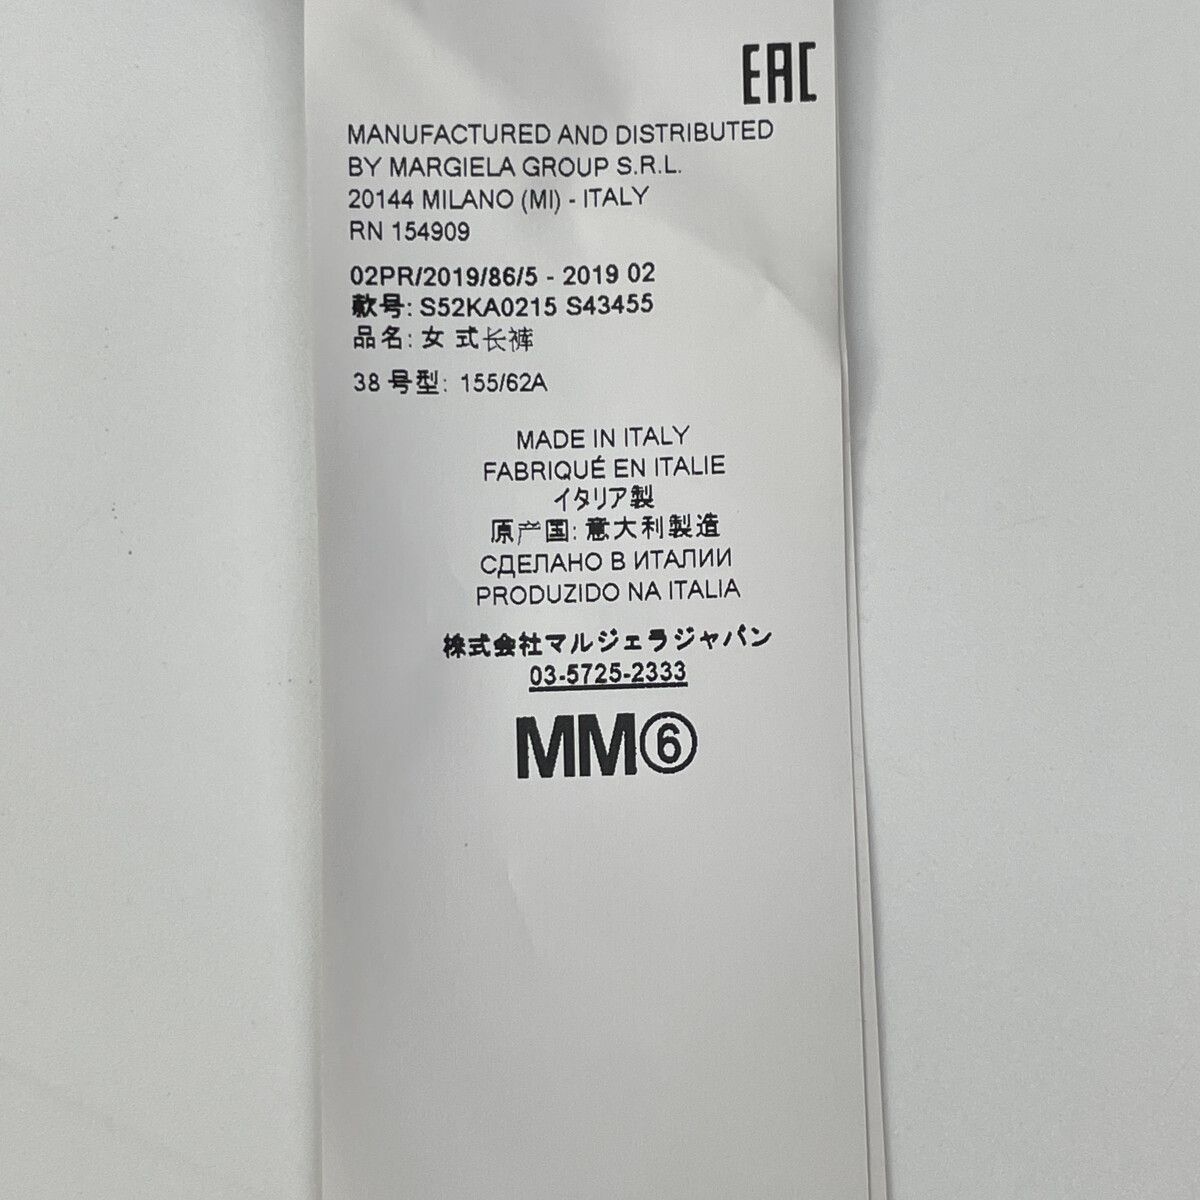 EAC
MANUFACTURED AND DISTRIBUTED
BY MARGIELA GROUP S.R.L.
20144 MILANO (MI) - ITALY
RN 154909
02PR/2019/86/5 - 2019 02
款号: S52KA0215 S43455
品名: 女 式长裤
38 号型: 155/62A
MADE IN ITALY
FABRIQUÉ EN ITALIE
イタリア製
原产国: 意大利製造
СДЕЛАНО В ИТАЛИИ
PRODUZIDO NA ITALIA
株式会社マルジェラジャパン
03-5725-2333
MM⑥